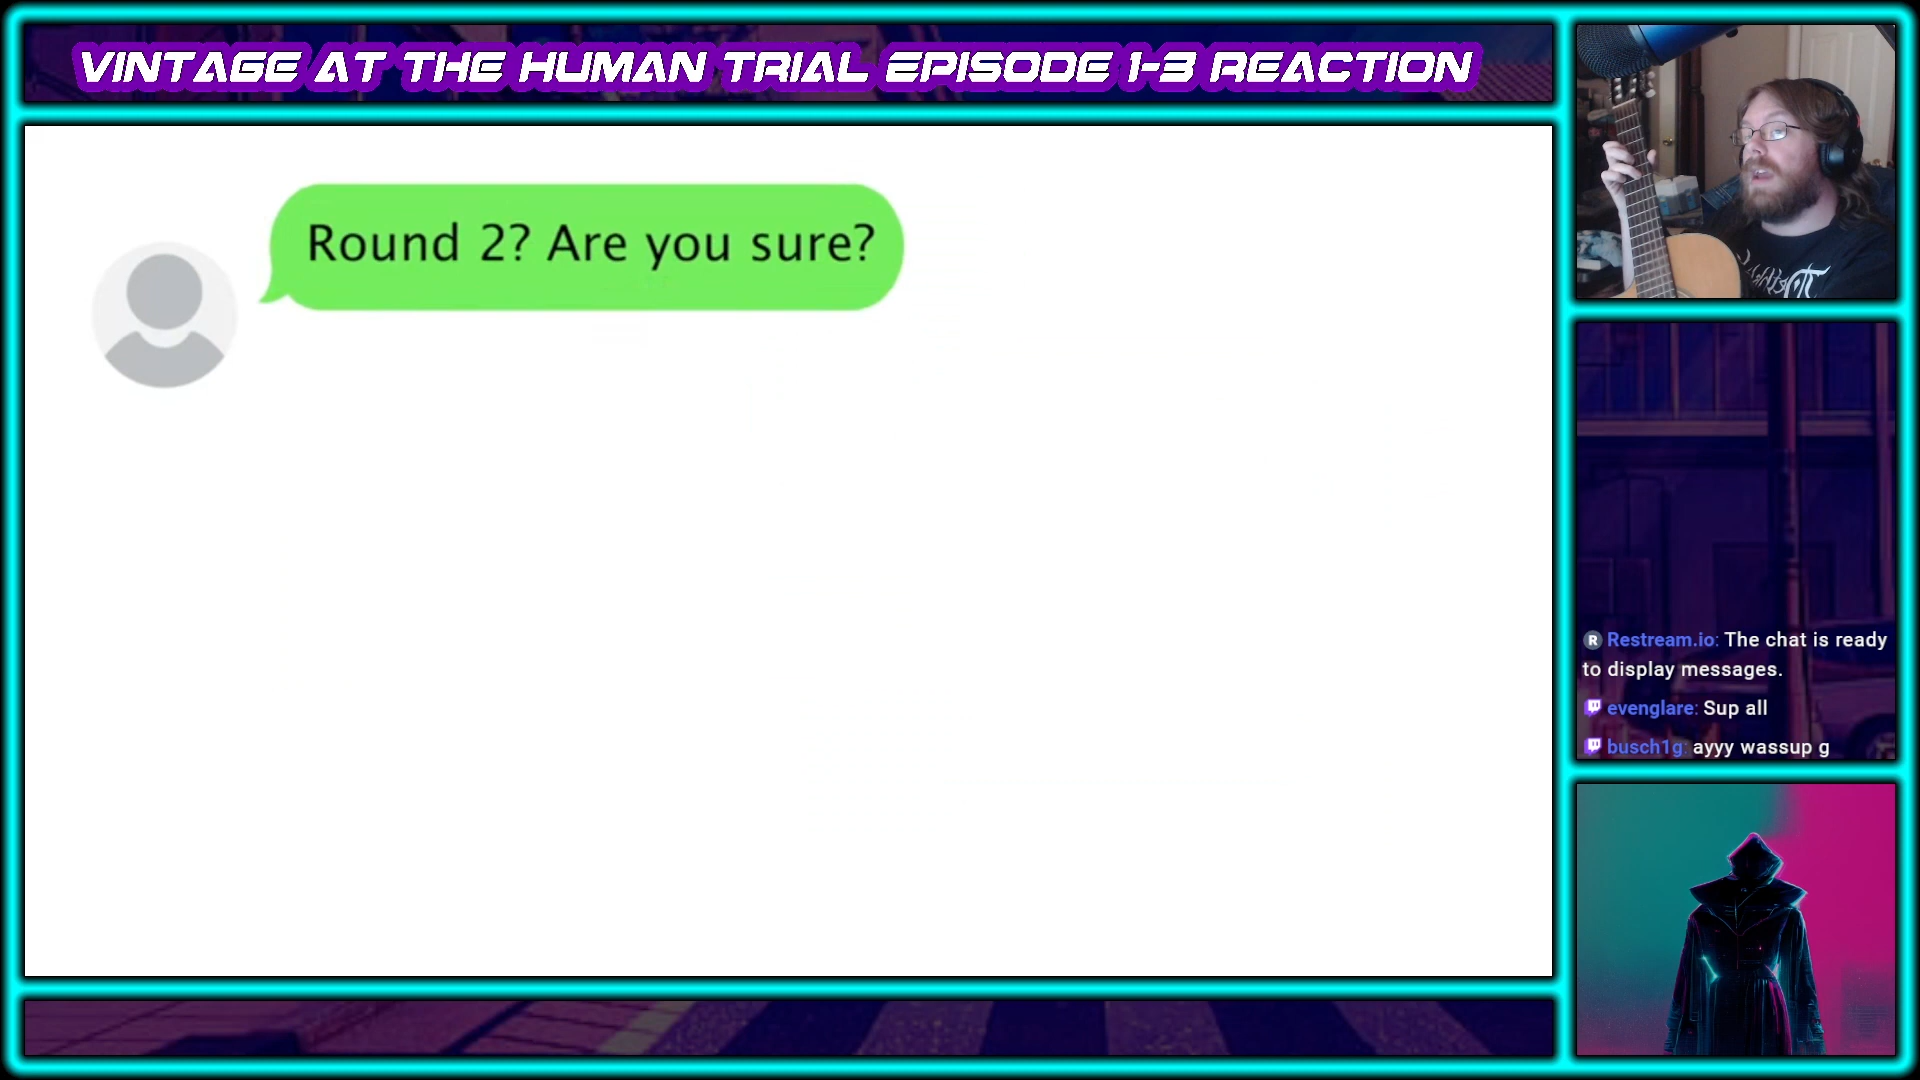 VINTAGE AT THE HUMAN TRIAL EPISODE 1-3 REACTION
Round 2? Are you sure?
R Restream.io: The chat is ready
to display messages.
evenglare: Sup all
busch1g: ayyy wassup g